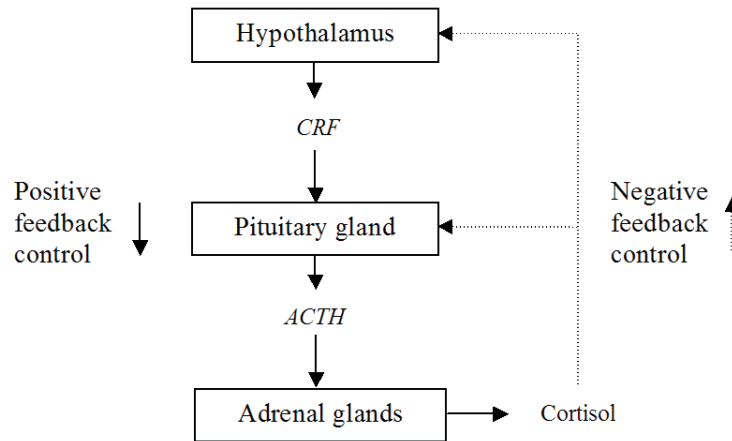 Hypothalamus
CRF
Positive
feedback
control
Pituitary gland
Negative
feedback
control
ACTH
Adrenal glands
Cortisol